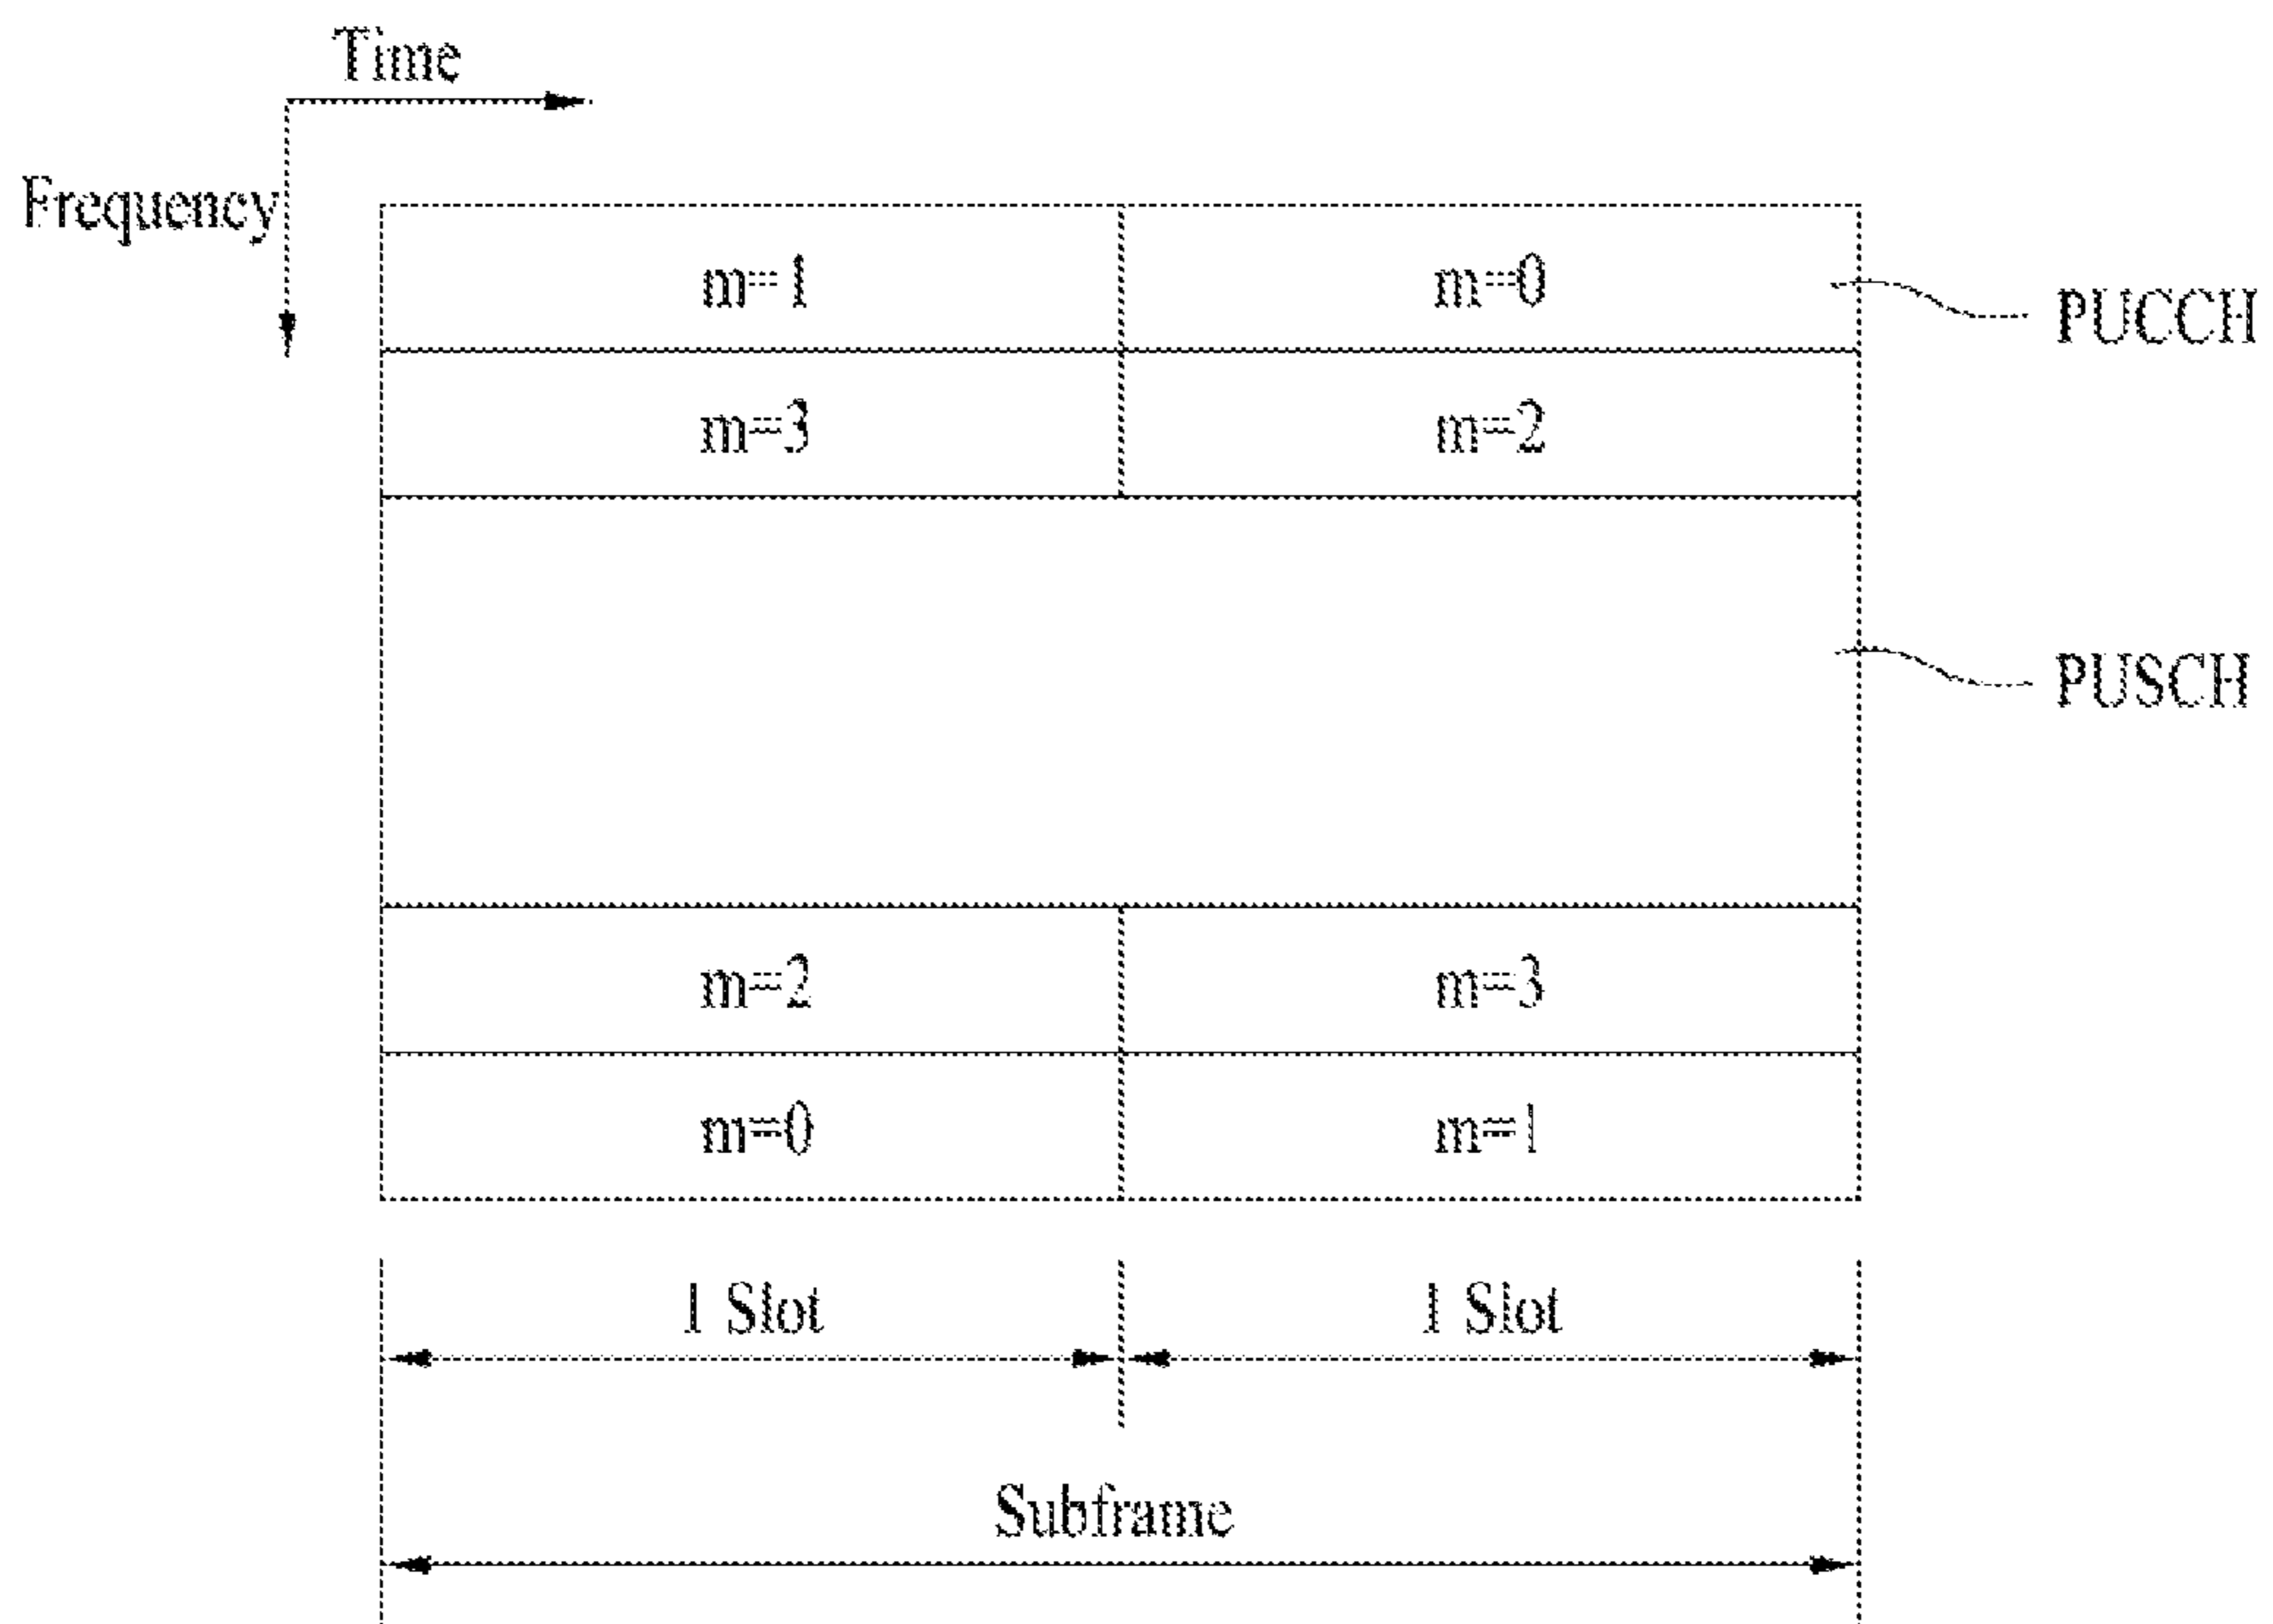 Time
Frequency
m=1 m=0
PUCCH
m=3 m=2
PUSCH
m=2 m=3
m=0 m=1
1 Slot 1 Slot
Subframe